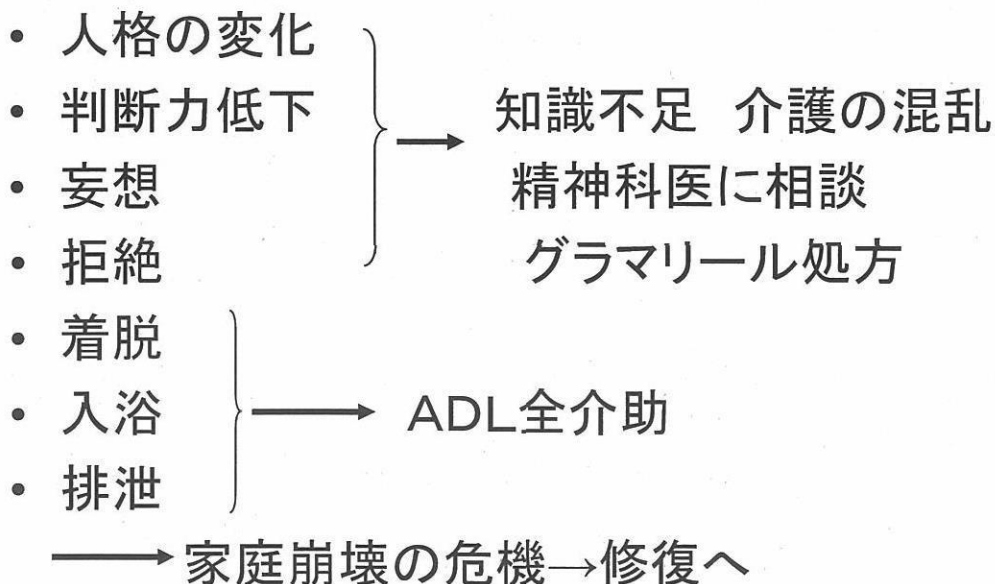 • 人格の変化
• 判断力低下
• 妄想
• 拒絶
知識不足 介護の混乱
精神科医に相談
グラマリール処方
• 着脱
• 入浴
• 排泄
ADL全介助
→家庭崩壊の危機→修復へ